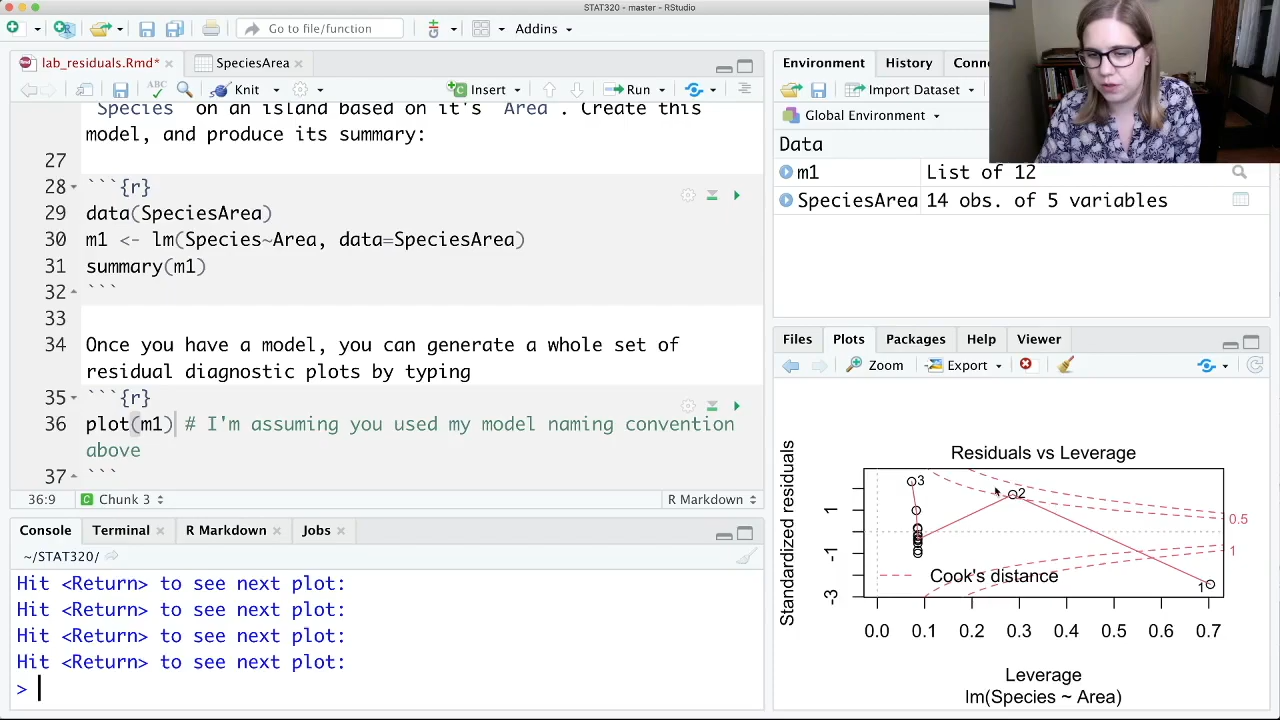 STAT320 - master - RStudio
Go to file/function
Addins
lab_residuals.Rmd*
SpeciesArea
ABC
Knit
Insert
Run
`Species` on an island based on it's `Area`. Create this
model, and produce its summary:
27
28 ```{r}
29 data(SpeciesArea)
30 m1 <- lm(Species~Area, data=SpeciesArea)
31 summary(m1)
32 ```
33
34 Once you have a model, you can generate a whole set of
residual diagnostic plots by typing
35 ```{r}
36 plot(m1) # I'm assuming you used my model naming convention
above
37 ```
36:9 Chunk 3 R Markdown
Console Terminal R Markdown Jobs
~/STAT320/
Hit <Return> to see next plot:
Hit <Return> to see next plot:
Hit <Return> to see next plot:
Hit <Return> to see next plot:
>
Environment History Conn
Import Dataset
Global Environment
Data
m1 List of 12
SpeciesArea 14 obs. of 5 variables
Files Plots Packages Help Viewer
Zoom Export
Residuals vs Leverage
Standardized residuals
1
-1
-3
3
2
1
0.5
1
Cook's distance
0.0 0.1 0.2 0.3 0.4 0.5 0.6 0.7
Leverage
lm(Species ~ Area)